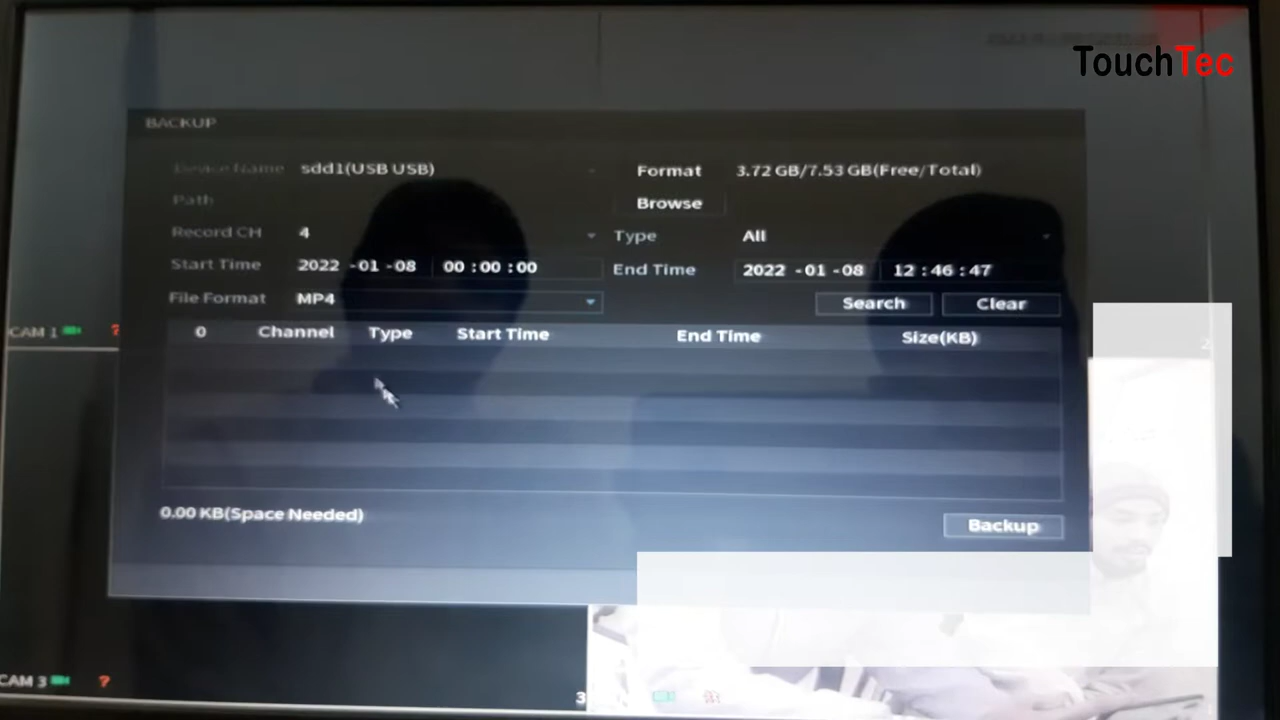 TouchTec
BACKUP
Device Name sdd1(USB USB) Format 3.72 GB/7.53 GB(Free/Total)
Path Browse
Record CH 4 Type All
Start Time 2022 -01 -08 00 :00 :00 End Time 2022 -01 -08 12 :46 :47
File Format MP4 Search Clear
0 Channel Type Start Time End Time Size(KB)
CAM 1 ?
2
0.00 KB(Space Needed)
Backup
CAM 3 ?
3